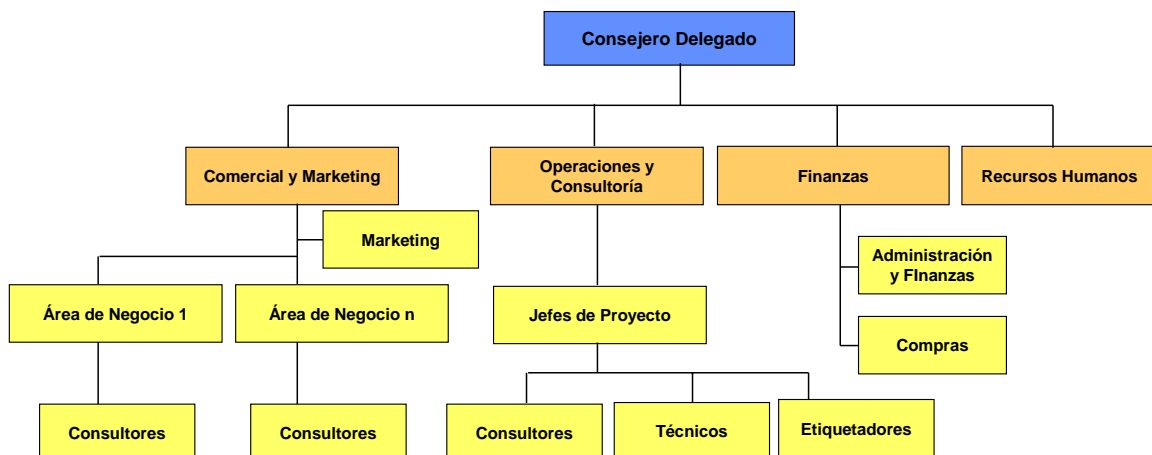 Consejero Delegado
Comercial y Marketing
Operaciones y
Consultoría
Finanzas
Recursos Humanos
Marketing
Administración
y FInanzas
Área de Negocio 1
Área de Negocio n
Jefes de Proyecto
Compras
Consultores
Consultores
Consultores
Técnicos
Etiquetadores